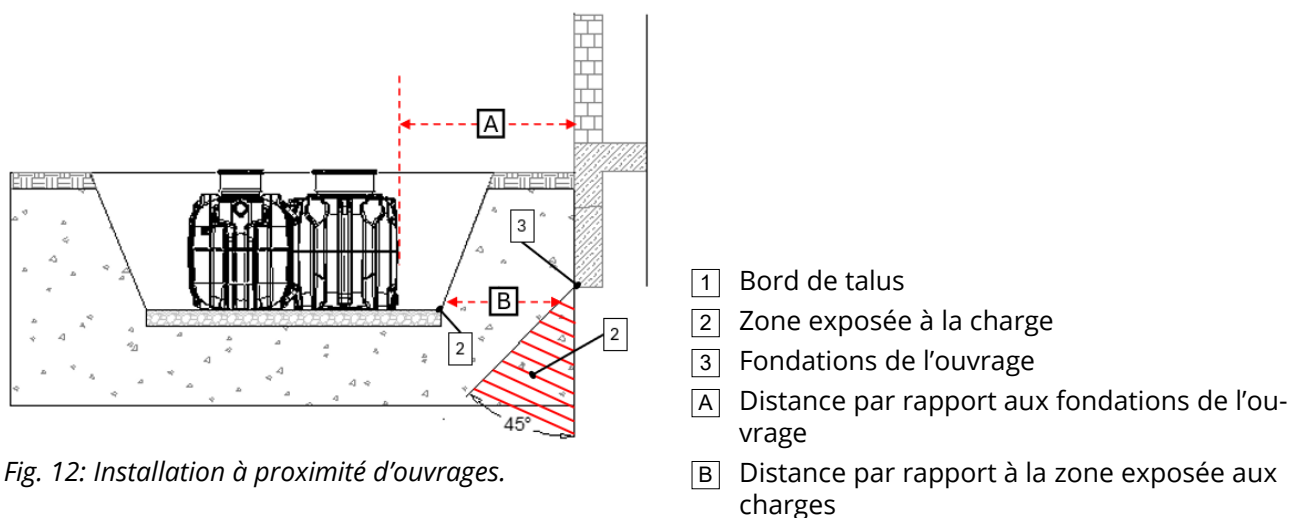 A
3
B
2
2
45°
Fig. 12: Installation à proximité d’ouvrages.
1 Bord de talus
2 Zone exposée à la charge
3 Fondations de l’ouvrage
A Distance par rapport aux fondations de l’ou-
vrage
B Distance par rapport à la zone exposée aux
charges